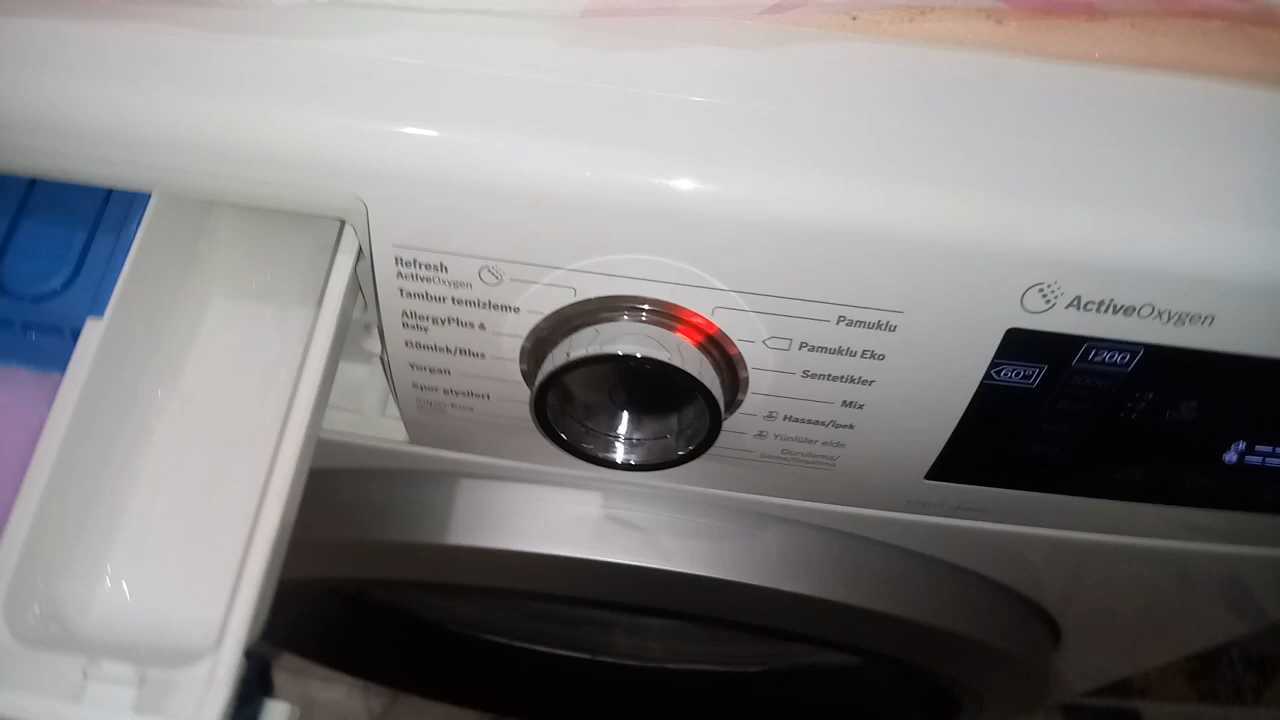 Refresh
ActiveOxygen
Tambur temizleme
AllergyPlus &
Baby
Gömlek/Bluz
Yorgan
Spor giysileri
Pamuklu
Pamuklu Eko
Sentetikler
Mix
Hassas/İpek
Yünlüler elde
Durulama/
ActiveOxygen
60°
1200
1000